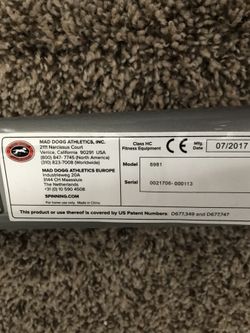 MAD DOGG ATHLETICS, INC.
2111 Narcissus Court
Venice, California 90291 USA
(800) 847- 7745 (North America)
(310) 823-7008 (Worldwide)
MAD DOGG ATHLETICS EUROPE
Industrieweg 20A
3144 CH Maassluis
The Netherlands
+31 (0) 10 590 4508
SPINNING.COM
For home use. Made in China.
Class HC
Fitness Equipment
CE
Mfg.
Date
07/2017
Model
6981
Serial
0021706-000113
This product or use thereof is covered by US Patent Numbers: D677,349 and D677,747